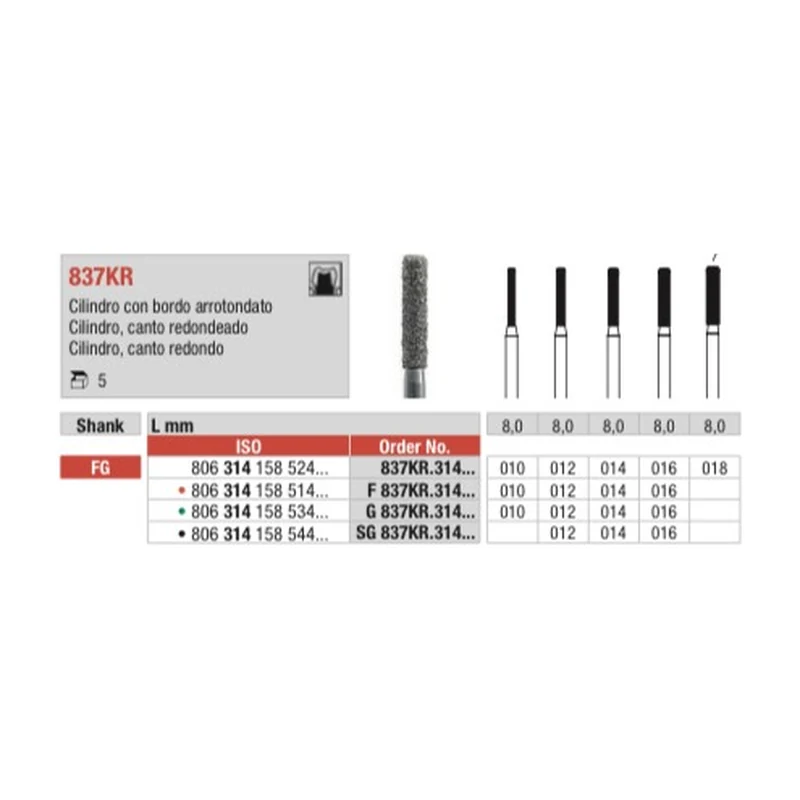 837KR
Cilindro con bordo arrotondato
Cilindro, canto redondeado
Cilindro, canto redondo
5
Shank L mm 8,0 8,0 8,0 8,0 8,0
ISO Order No.
FG 806 314 158 524... 837KR.314... 010 012 014 016 018
• 806 314 158 514... F 837KR.314... 010 012 014 016
• 806 314 158 534... G 837KR.314... 010 012 014 016
• 806 314 158 544... SG 837KR.314... 012 014 016